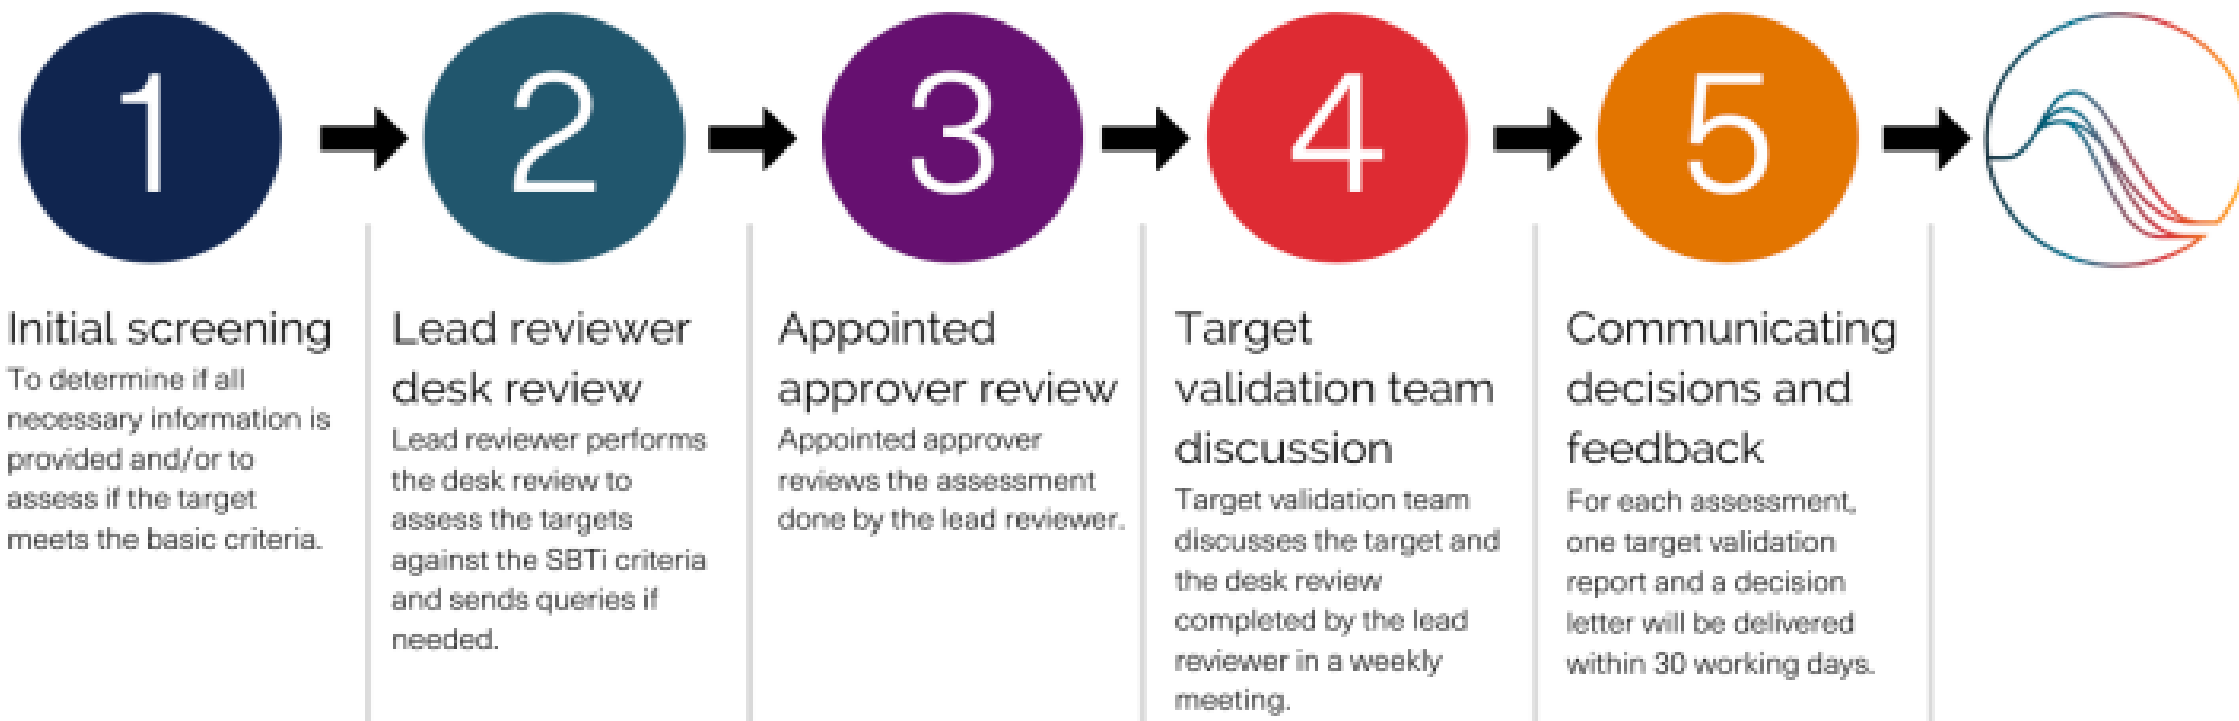 1
2
3
4
5
Initial screening
To determine if all
necessary information is
provided and/or to
assess if the target
meets the basic criteria.
Lead reviewer
desk review
Lead reviewer performs
the desk review to
assess the targets
against the SBTi criteria
and sends queries if
needed.
Appointed
approver review
Appointed approver
reviews the assessment
done by the lead reviewer.
Target
validation team
discussion
Target validation team
discusses the target and
the desk review
completed by the lead
reviewer in a weekly
meeting.
Communicating
decisions and
feedback
For each assessment,
one target validation
report and a decision
letter will be delivered
within 30 working days.